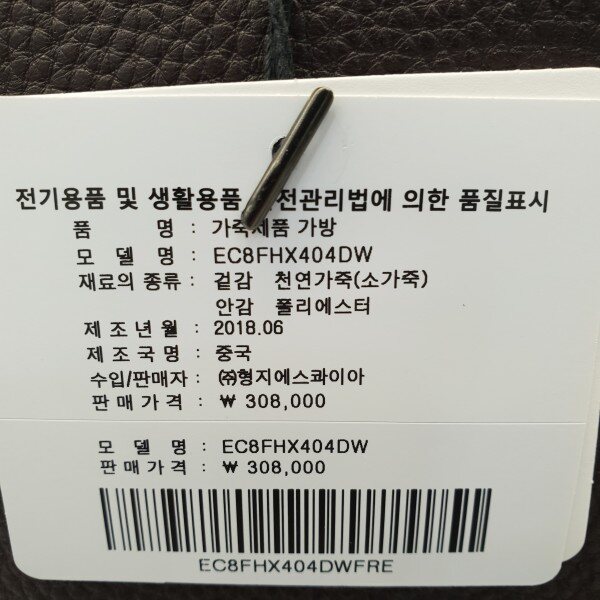 전기용품 및 생활용품 안전관리법에 의한 품질표시
품 명 : 가죽제품 가방
모 델 명 : EC8FHX404DW
재료의 종류 : 겉감 천연가죽(소가죽)
안감 폴리에스터
제 조 년 월 : 2018.06
제 조 국 명 : 중국
수입/판매자 : ㈜형지에스콰이아
판 매 가 격 : ₩ 308,000
모 델 명 : EC8FHX404DW
판 매 가 격 : ₩ 308,000
EC8FHX404DWFRE